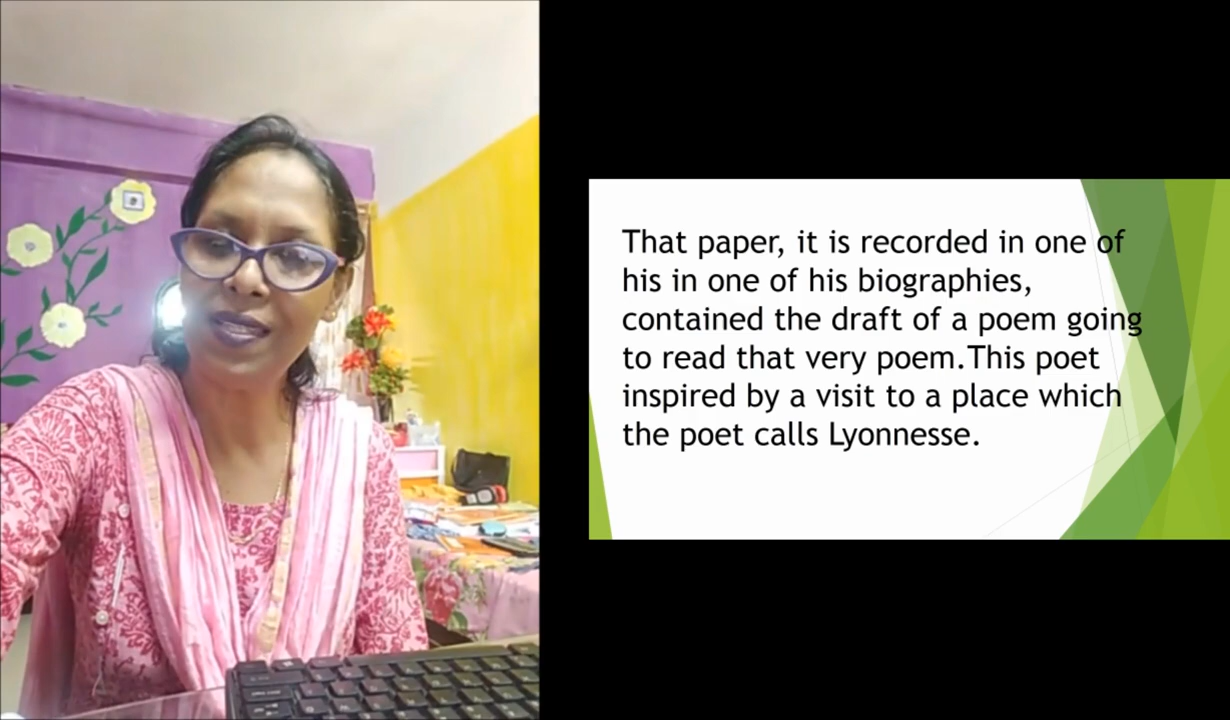 That paper, it is recorded in one of
his in one of his biographies,
contained the draft of a poem going
to read that very poem.This poet
inspired by a visit to a place which
the poet calls Lyonnesse.